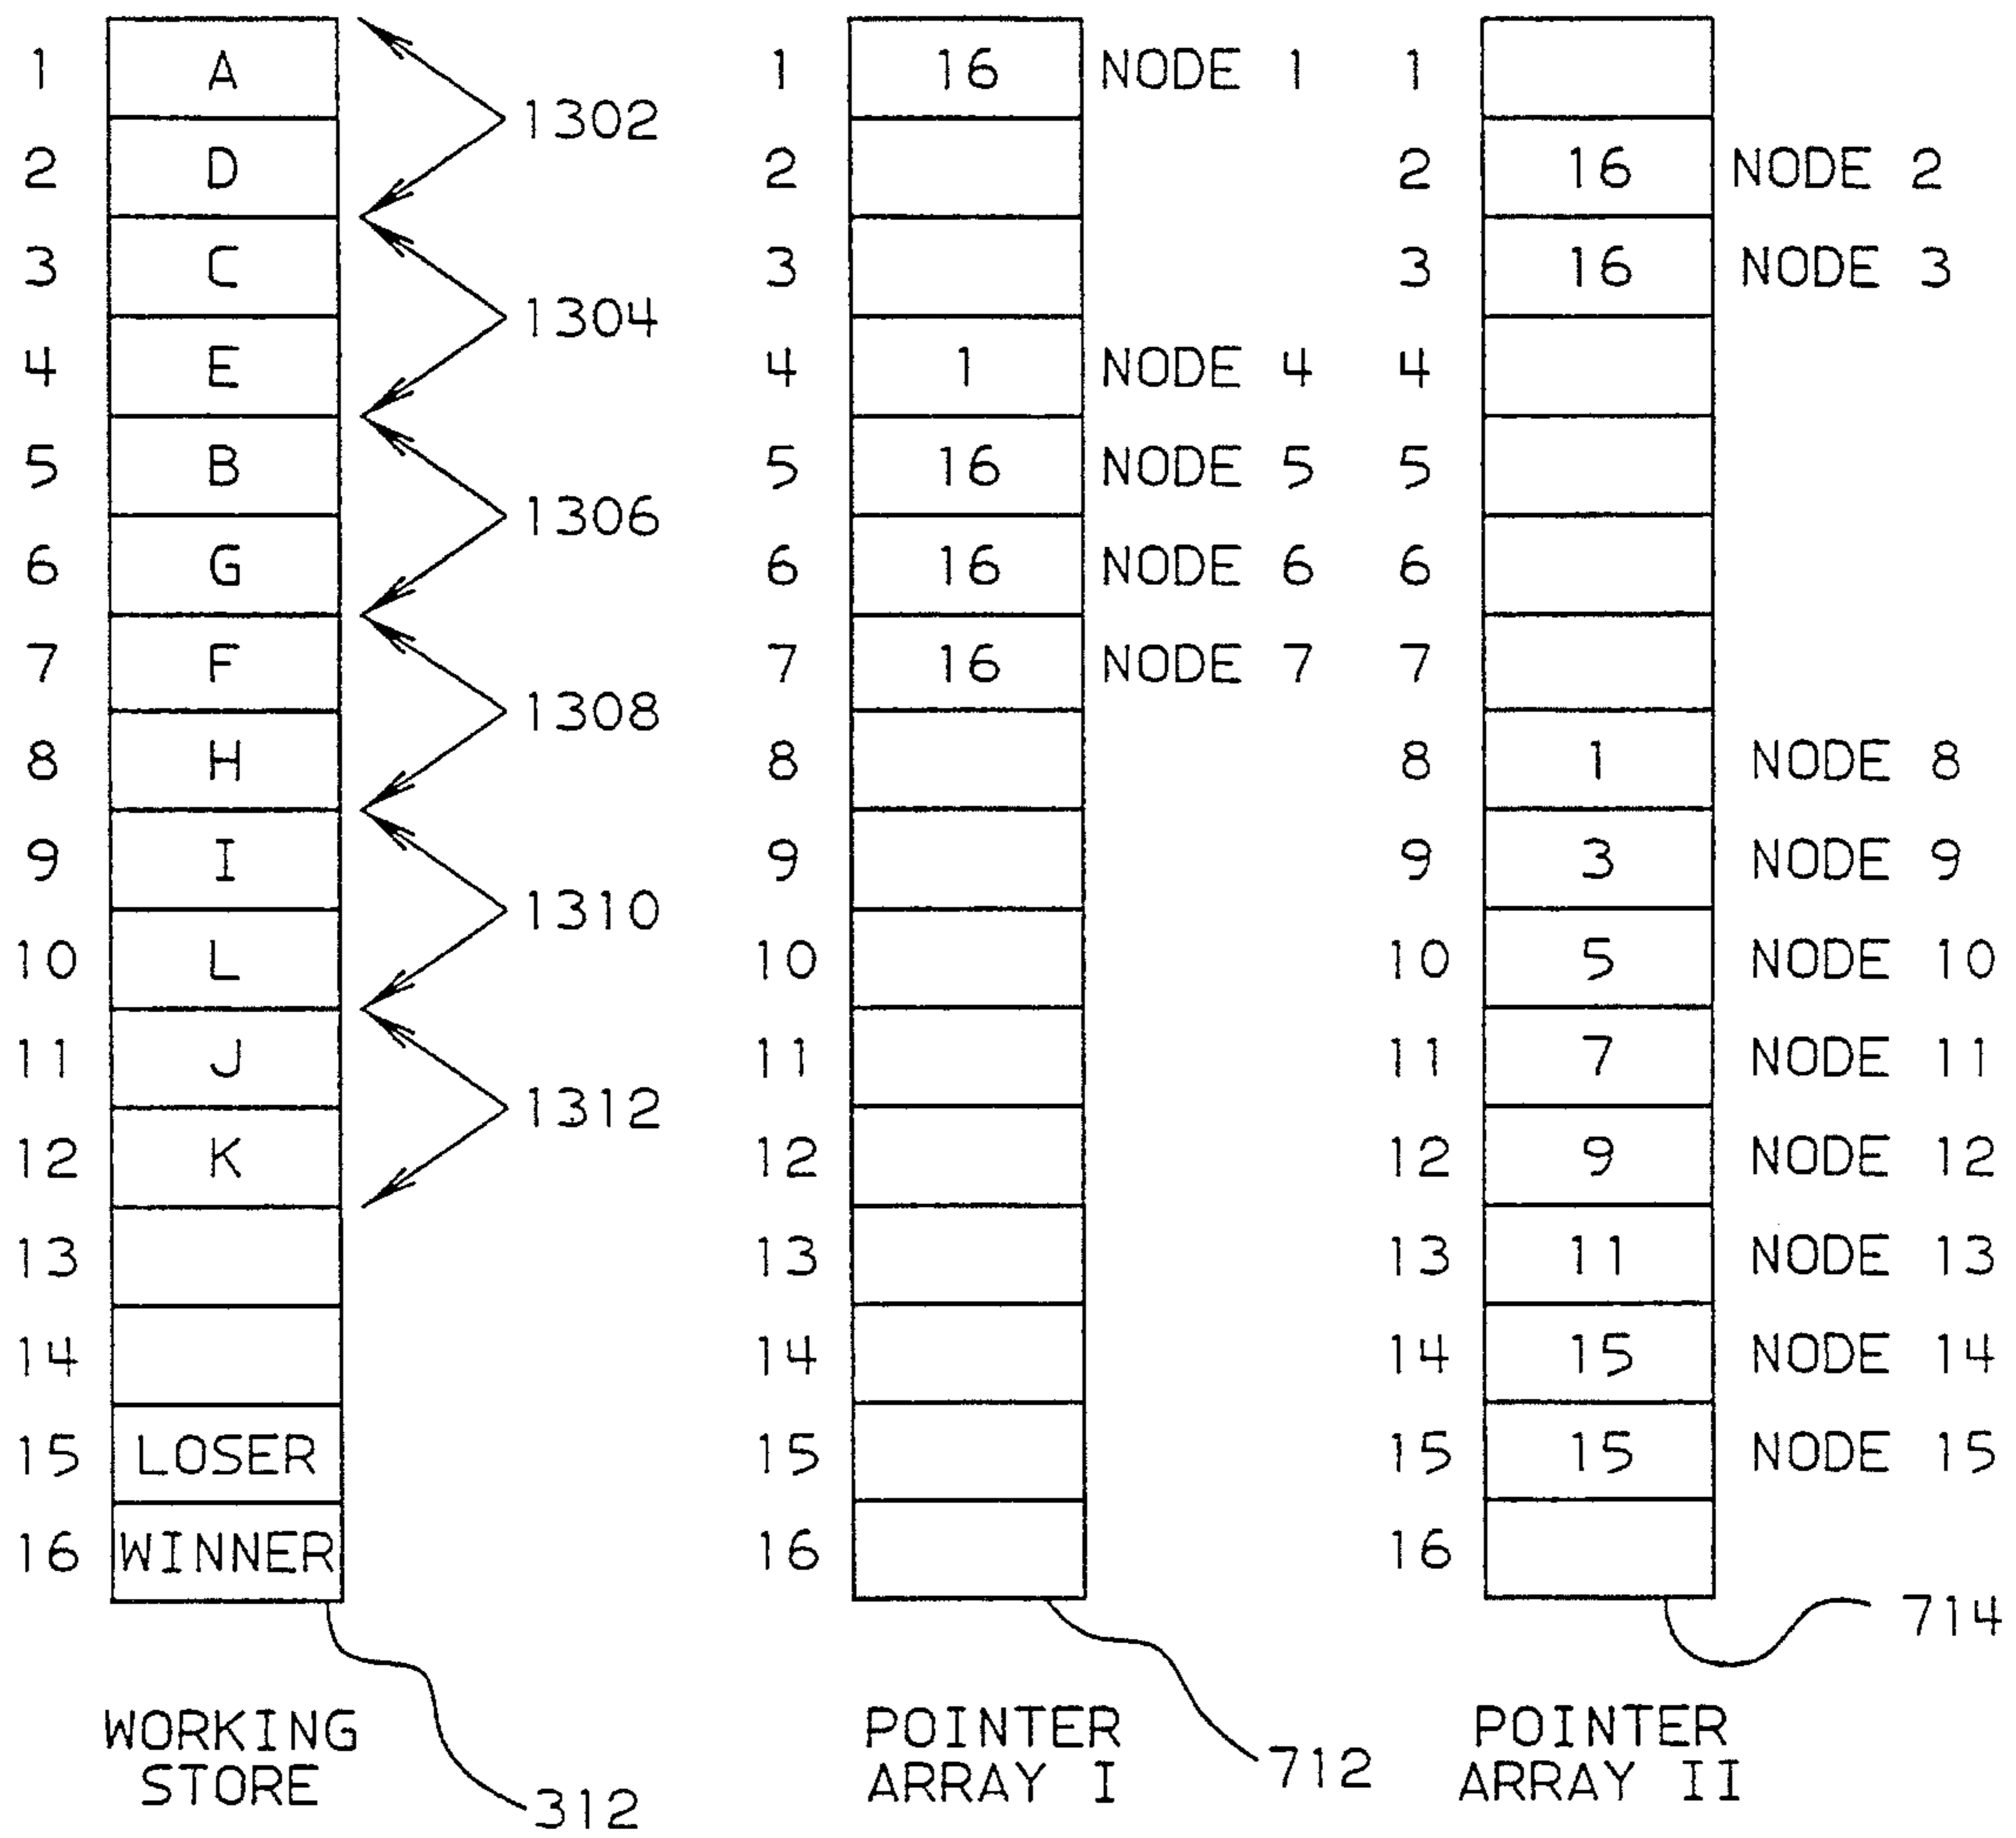 1 A 1 16 NODE 1 1
1302
2 D 2 2 16 NODE 2
3 C 3 3 16 NODE 3
1304
4 E 4 1 NODE 4 4
5 B 5 16 NODE 5 5
1306
6 G 6 16 NODE 6 6
7 F 7 16 NODE 7 7
1308
8 H 8 8 1 NODE 8
9 I 9 9 3 NODE 9
1310
10 L 10 10 5 NODE 10
11 J 11 11 7 NODE 11
1312
12 K 12 12 9 NODE 12
13 13 13 11 NODE 13
14 14 14 15 NODE 14
15 LOSER 15 15 15 NODE 15
16 WINNER 16 16
714
WORKING
STORE
312
POINTER
ARRAY I
712
POINTER
ARRAY II